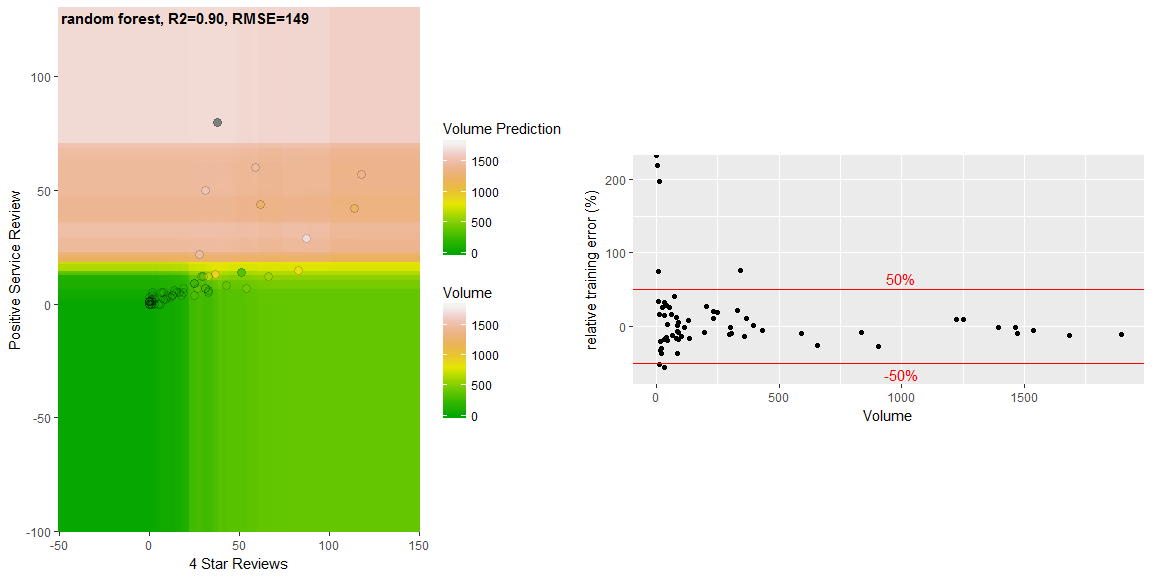 random forest, R2=0.90, RMSE=149
Positive Service Review
100
50
0
-50
-100
-50 0 50 100 150
4 Star Reviews
Volume Prediction
1500
1000
500
0
Volume
1500
1000
500
0
relative training error (%)
200
100
0
50%
-50%
0 500 1000 1500
Volume